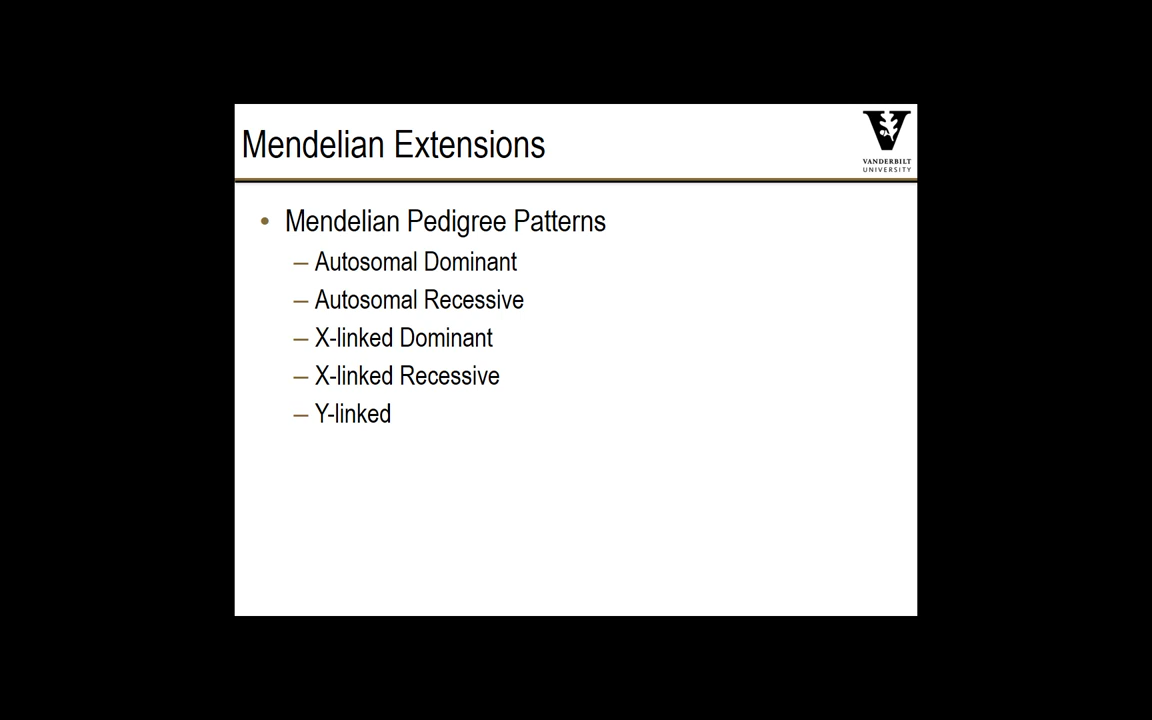 Mendelian Extensions
VANDERBILT
UNIVERSITY
• Mendelian Pedigree Patterns
– Autosomal Dominant
– Autosomal Recessive
– X-linked Dominant
– X-linked Recessive
– Y-linked